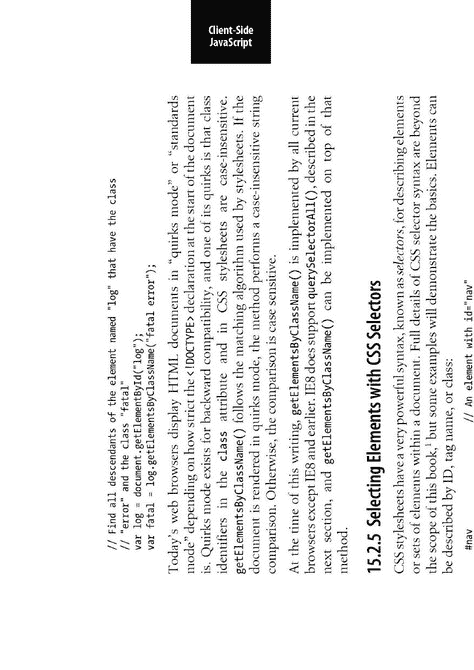 Client-Side
JavaScript
// Find all descendants of the element named "log" that have the class
// "error" and the class "fatal"
var log = document.getElementById("log");
var fatal = log.getElementsByClassName("fatal error");
Today's web browsers display HTML documents in "quirks mode" or "standards
mode" depending on how strict the <!DOCTYPE> declaration at the start of the document
is. Quirks mode exists for backward compatibility, and one of its quirks is that class
identifiers in the class attribute and in CSS stylesheets are case-insensitive.
getElementsByClassName() follows the matching algorithm used by stylesheets. If the
document is rendered in quirks mode, the method performs a case-insensitive string
comparison. Otherwise, the comparison is case sensitive.
At the time of this writing, getElementsByClassName() is implemented by all current
browsers except IE8 and earlier. IE8 does support querySelectorAll(), described in the
next section, and getElementsByClassName() can be implemented on top of that
method.
15.2.5 Selecting Elements with CSS Selectors
CSS stylesheets have a very powerful syntax, known as selectors, for describing elements
or sets of elements within a document. Full details of CSS selector syntax are beyond
the scope of this book,¹ but some examples will demonstrate the basics. Elements can
be described by ID, tag name, or class:
#nav // An element with id="nav"